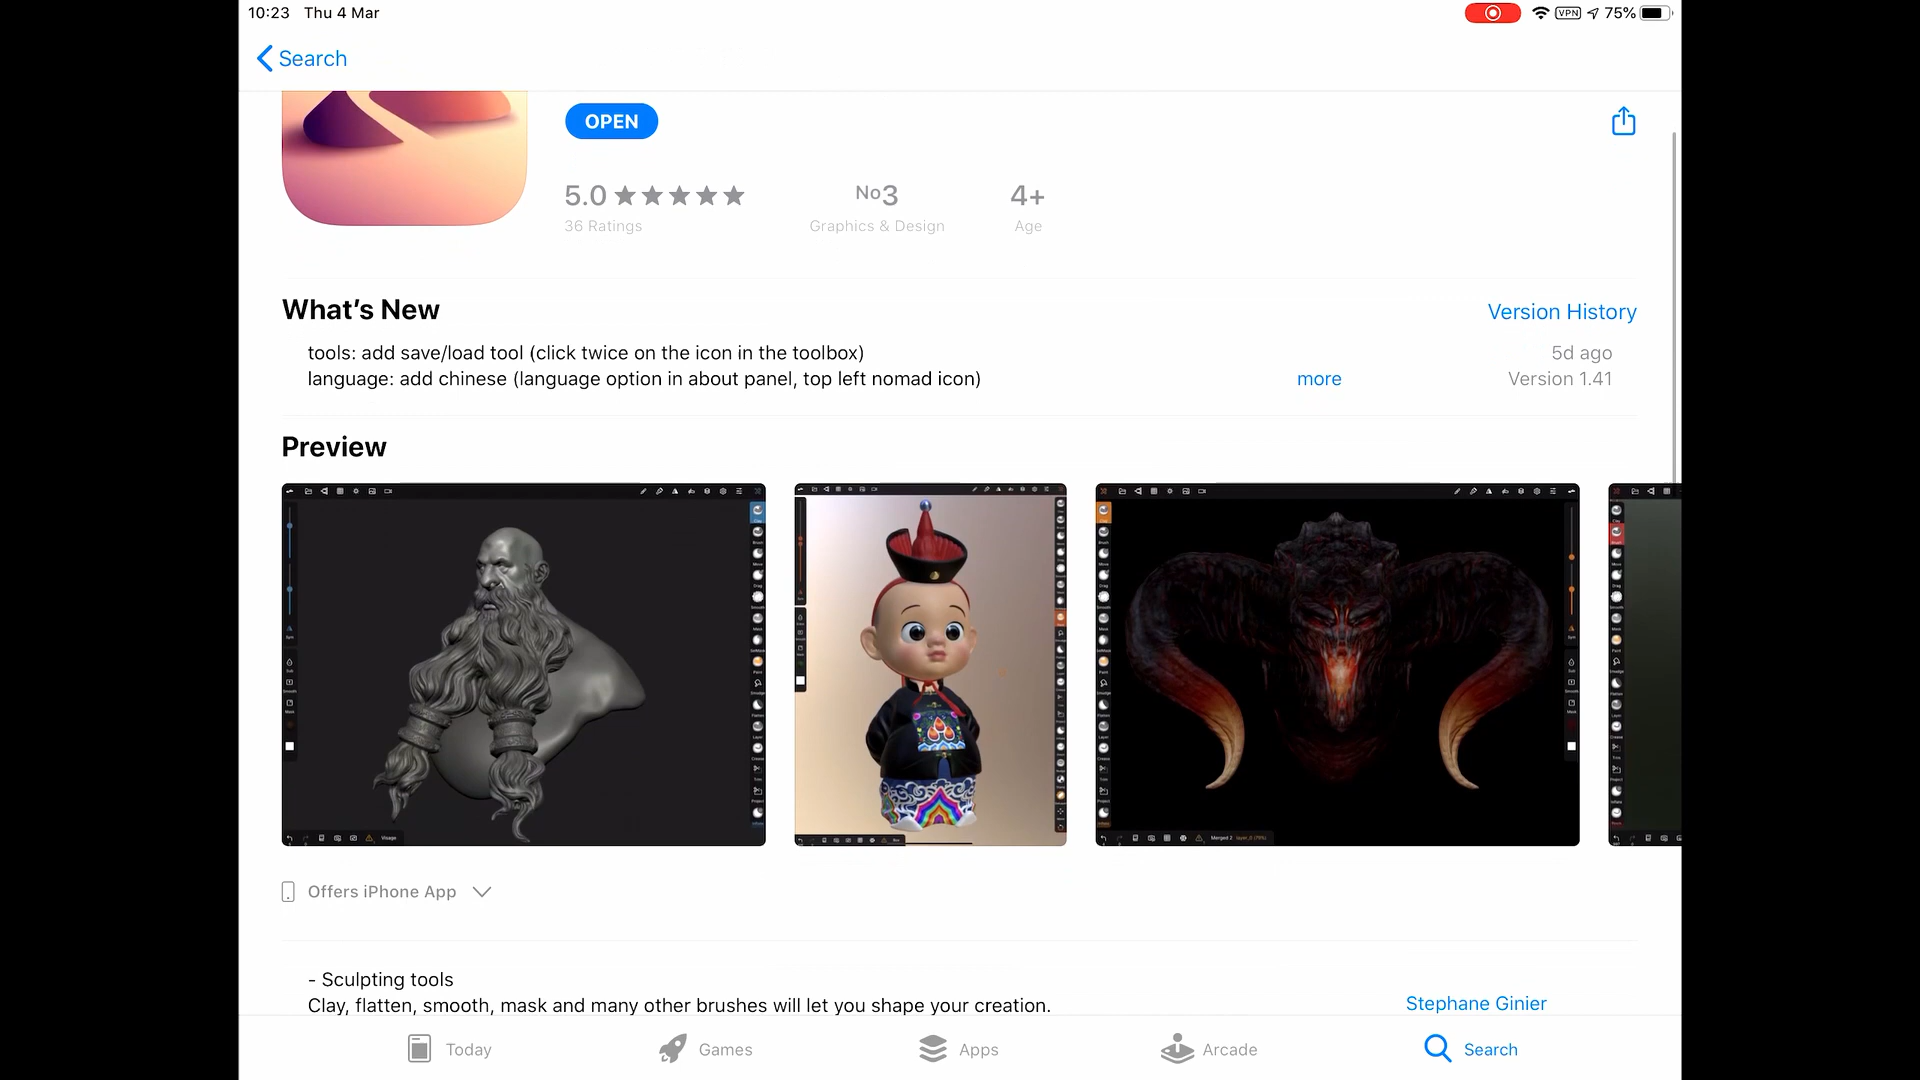 10:23 Thu 4 Mar
VPN 75%
Search
OPEN
5.0
36 Ratings
No3
Graphics & Design
4+
Age
What's New
Version History
tools: add save/load tool (click twice on the icon in the toolbox)
5d ago
language: add chinese (language option in about panel, top left nomad icon)
more
Version 1.41
Preview
Offers iPhone App
- Sculpting tools
Clay, flatten, smooth, mask and many other brushes will let you shape your creation.
Stephane Ginier
Today
Games
Apps
Arcade
Search